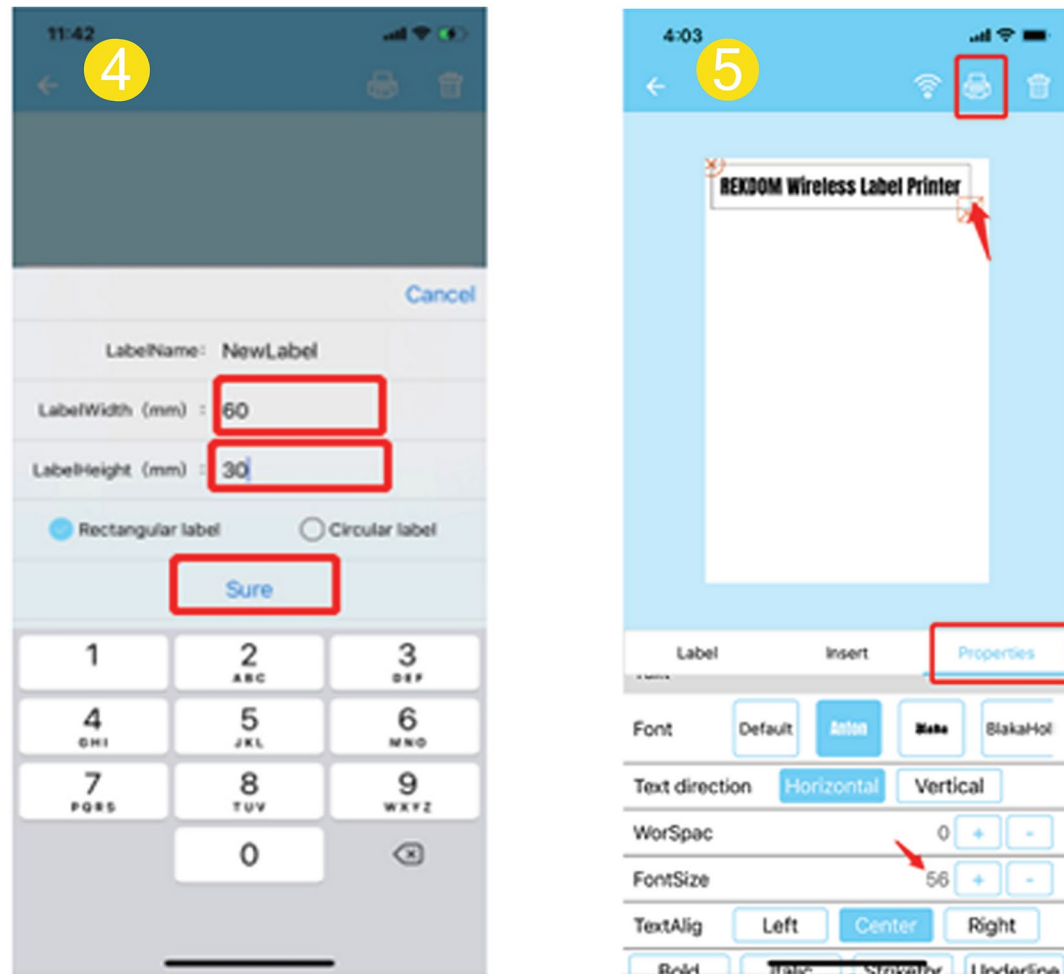 11:42
4
Cancel
LabelName: NewLabel
LabelWidth (mm) : 60
LabelHeight (mm) : 30
Rectangular label
Circular label
Sure
1
2 ABC
3 DEF
4 GHI
5 JKL
6 MNO
7 PQRS
8 TUV
9 WXYZ
0
4:03
5
REKDOM Wireless Label Printer
Label Insert Properties
Font Default Anton Blaka BlakaHol
Text direction Horizontal Vertical
WorSpac 0 + -
FontSize 56 + -
TextAlig Left Center Right
Bold Italic Underline